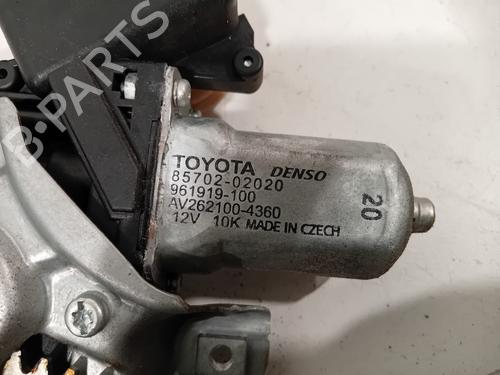 B-PARTS
TOYOTA DENSO
85702-02020
961919-100
AV262100-4360
12V 10K MADE IN CZECH
20